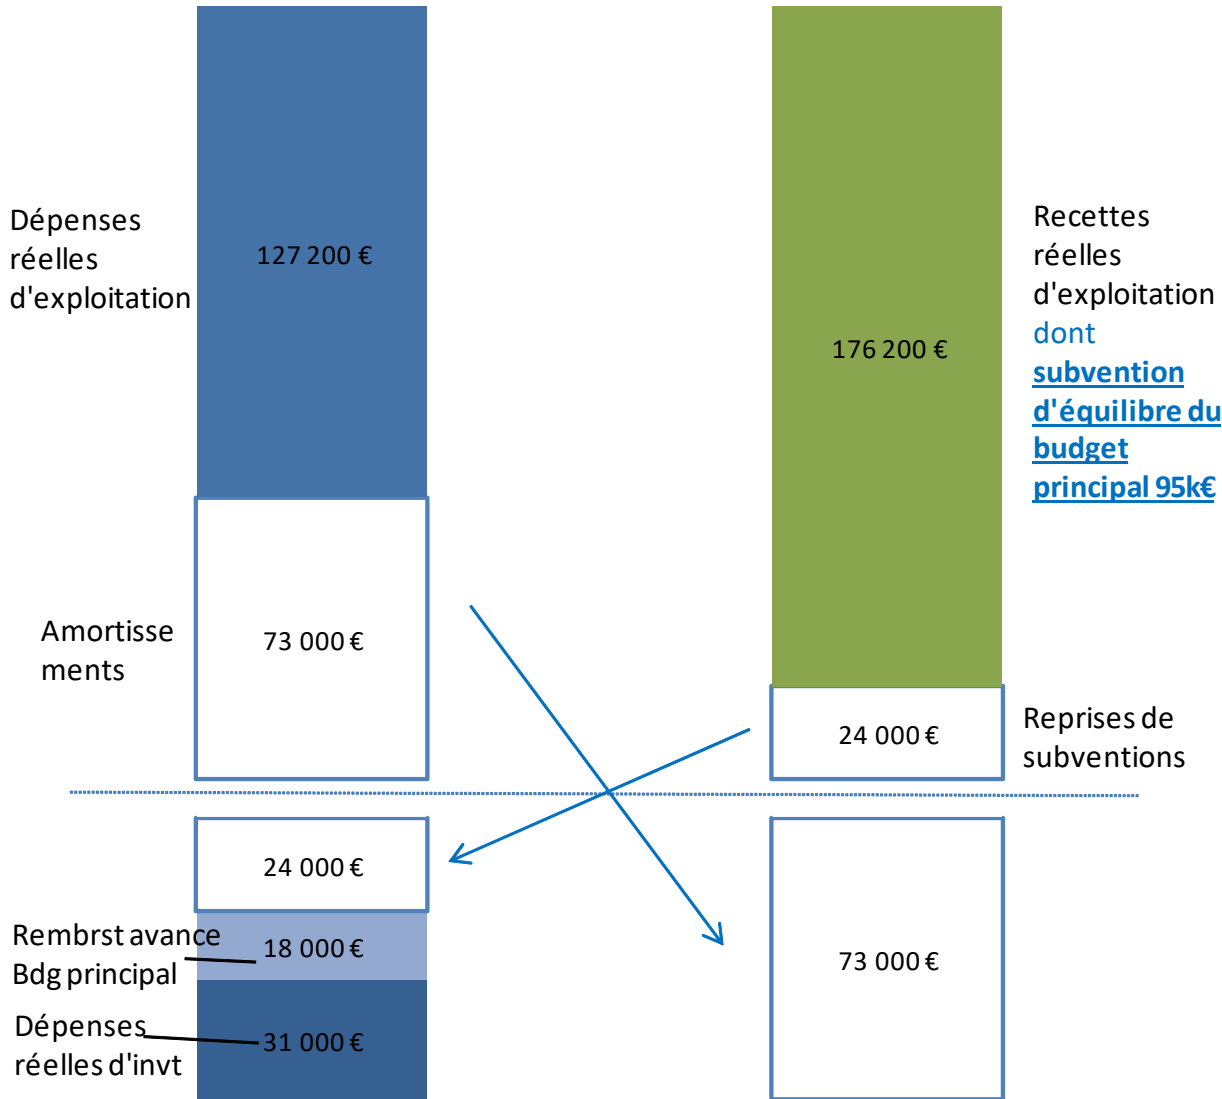 Dépenses
réelles
d'exploitation
127 200 €
176 200 €
Recettes
réelles
d'exploitation
dont
subvention
d'équilibre du
budget
principal 95k€
Amortisse
ments
73 000 €
24 000 €
Reprises de
subventions
24 000 €
Rembrst avance
Bdg principal
18 000 €
73 000 €
Dépenses
réelles d'invt
31 000 €